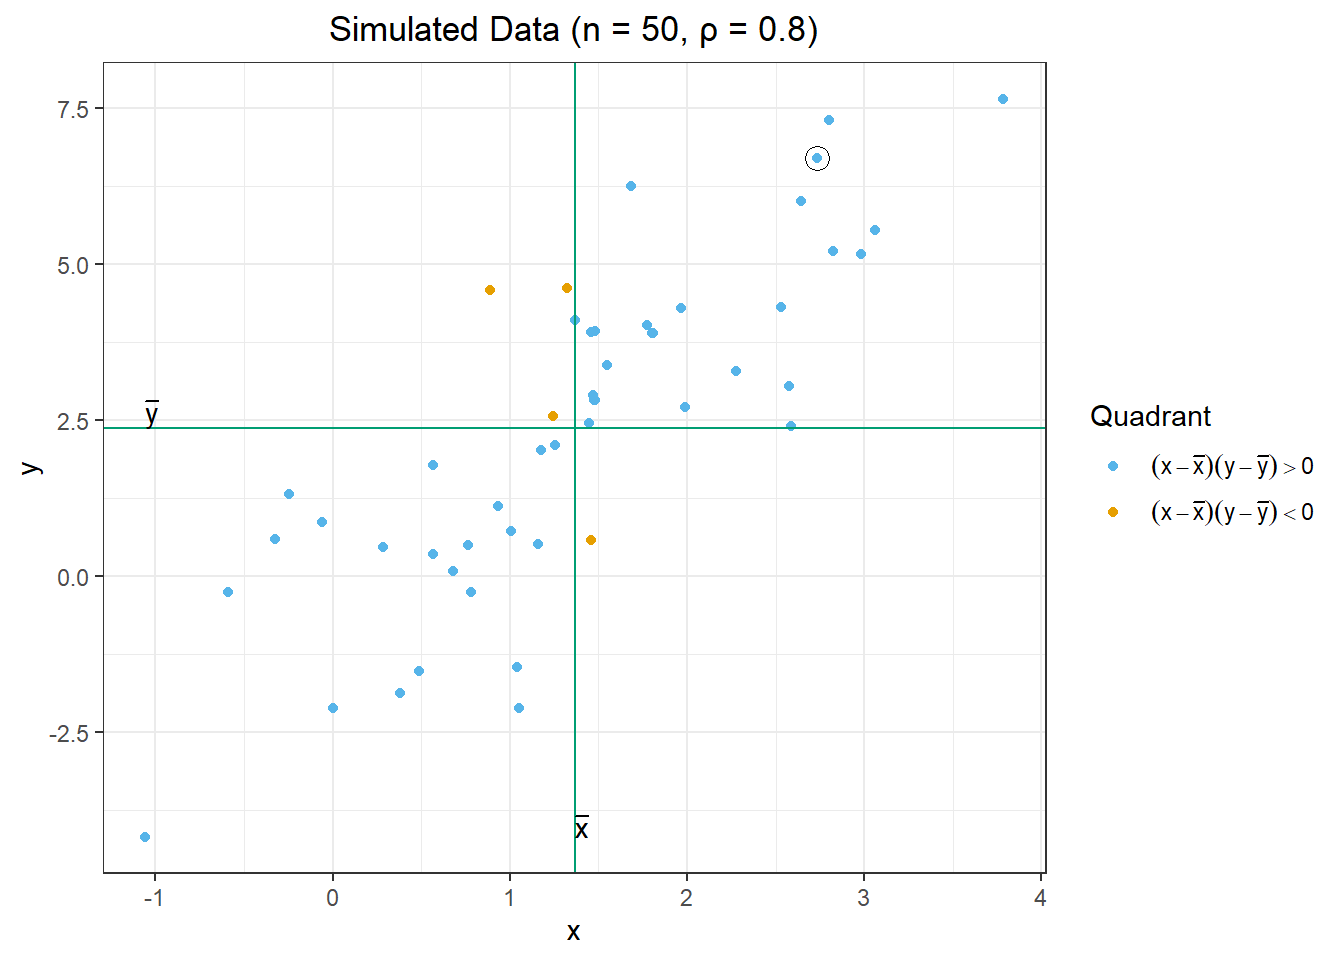 Simulated Data (n = 50, ρ = 0.8)
7.5
5.0
2.5
0.0
-2.5
y
y̅
x̅
-1
0
1
2
3
4
x
Quadrant
(x − x̅)(y − y̅) > 0
(x − x̅)(y − y̅) < 0